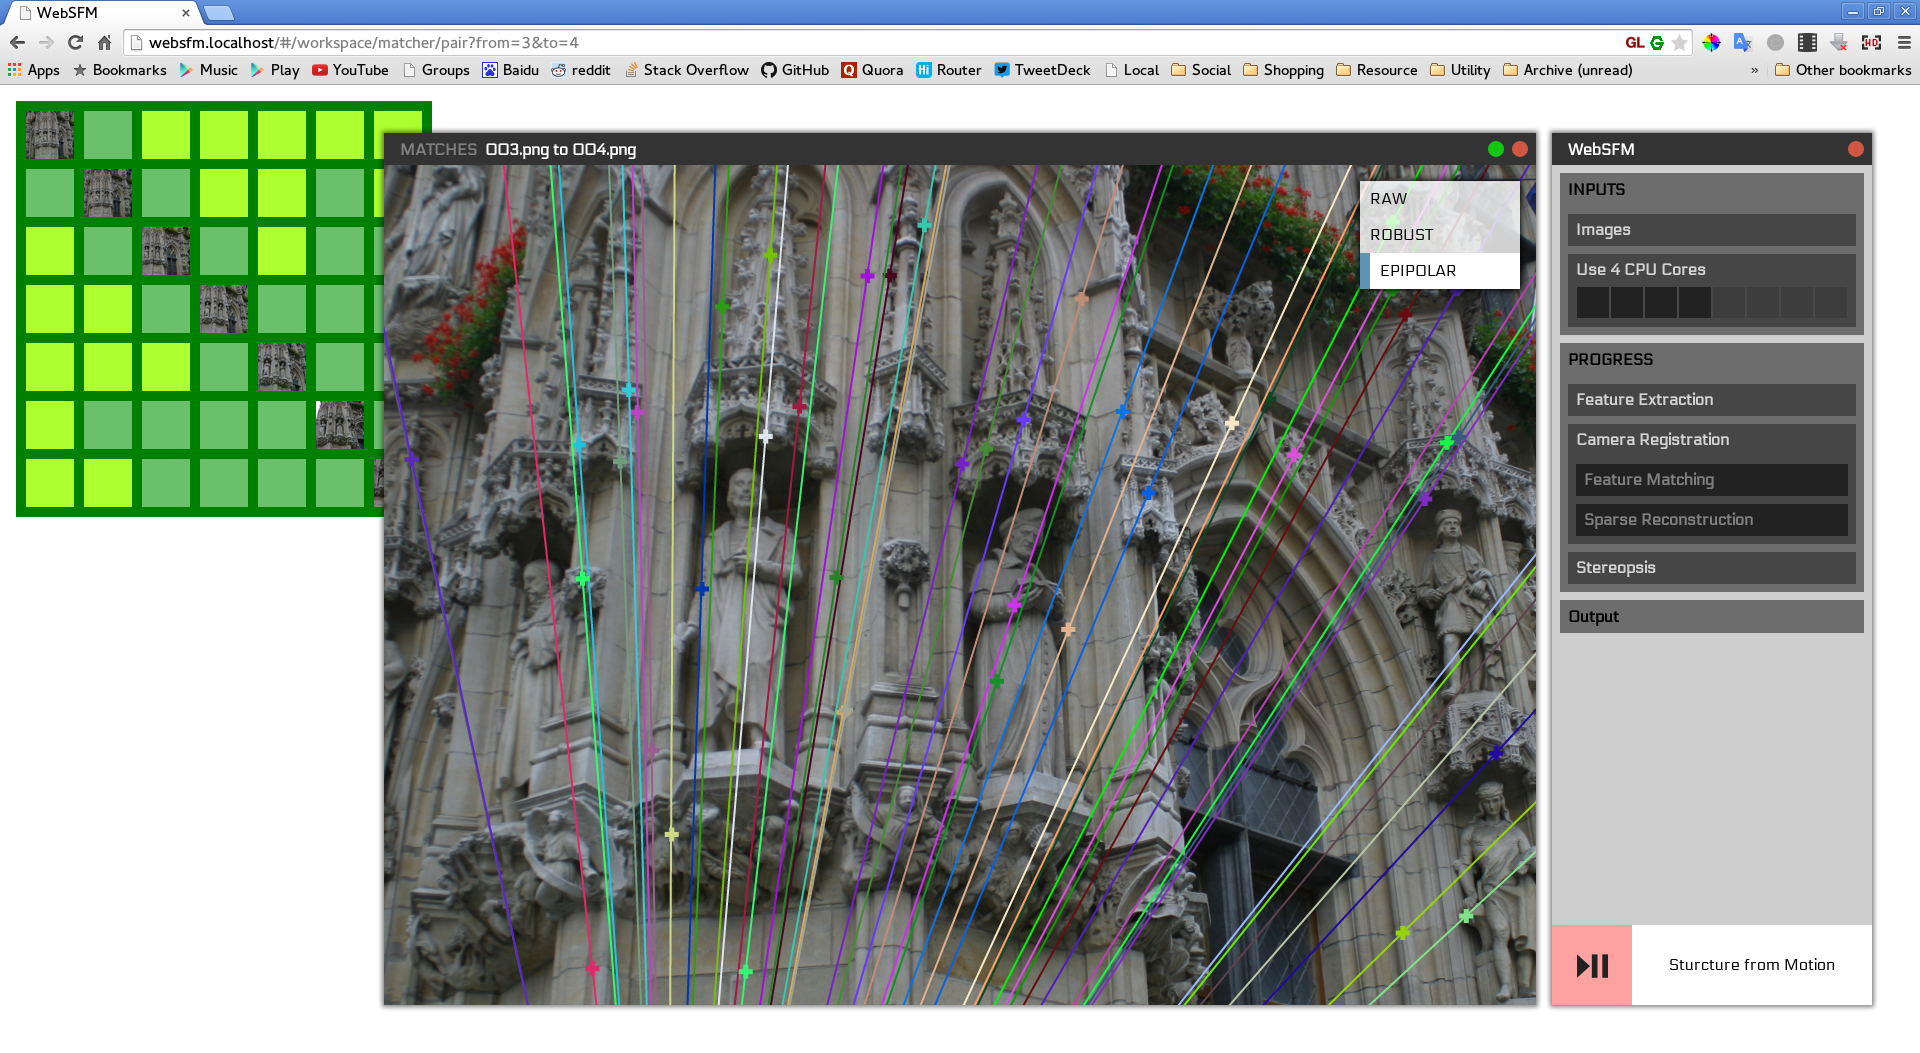 WebSFM
websfm.localhost/#/workspace/matcher/pair?from=3&to=4
GL
HD
Apps Bookmarks Music Play YouTube Groups Baidu reddit Stack Overflow GitHub Quora Hi Router TweetDeck Local Social Shopping Resource Utility Archive (unread) » Other bookmarks
MATCHES 003.png to 004.png
RAW
ROBUST
EPIPOLAR
WebSFM
INPUTS
Images
Use 4 CPU Cores
PROGRESS
Feature Extraction
Camera Registration
Feature Matching
Sparse Reconstruction
Stereopsis
Output
Sturcture from Motion